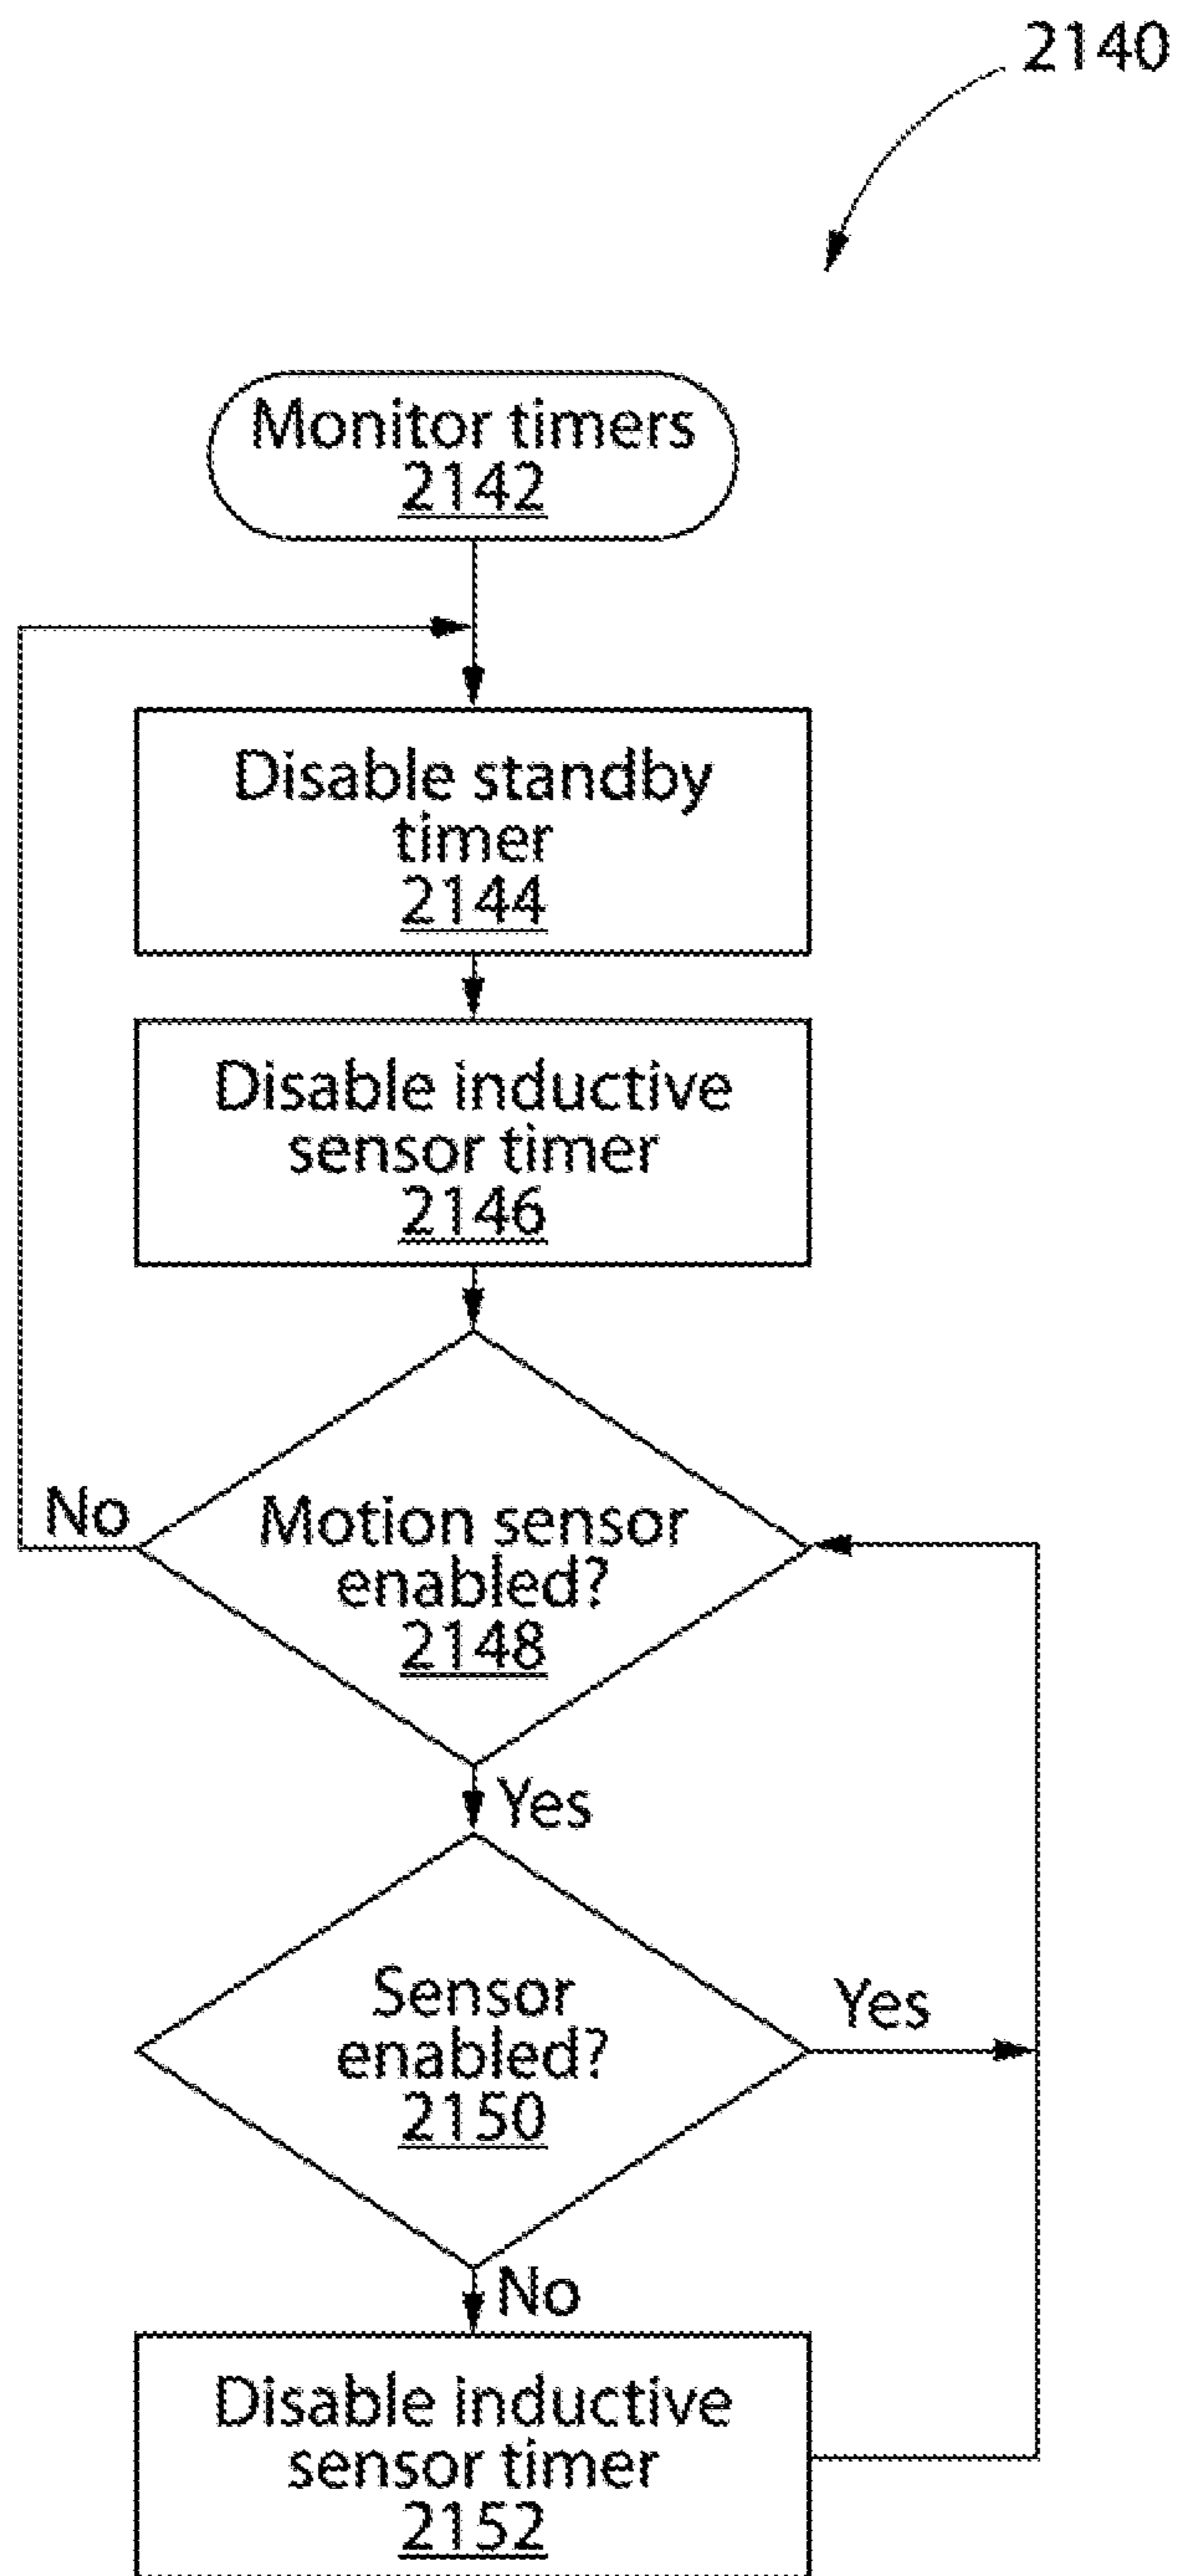 2140
Monitor timers
2142
Disable standby
timer
2144
Disable inductive
sensor timer
2146
No
Motion sensor
enabled?
2148
Yes
Sensor
enabled?
2150
Yes
No
Disable inductive
sensor timer
2152